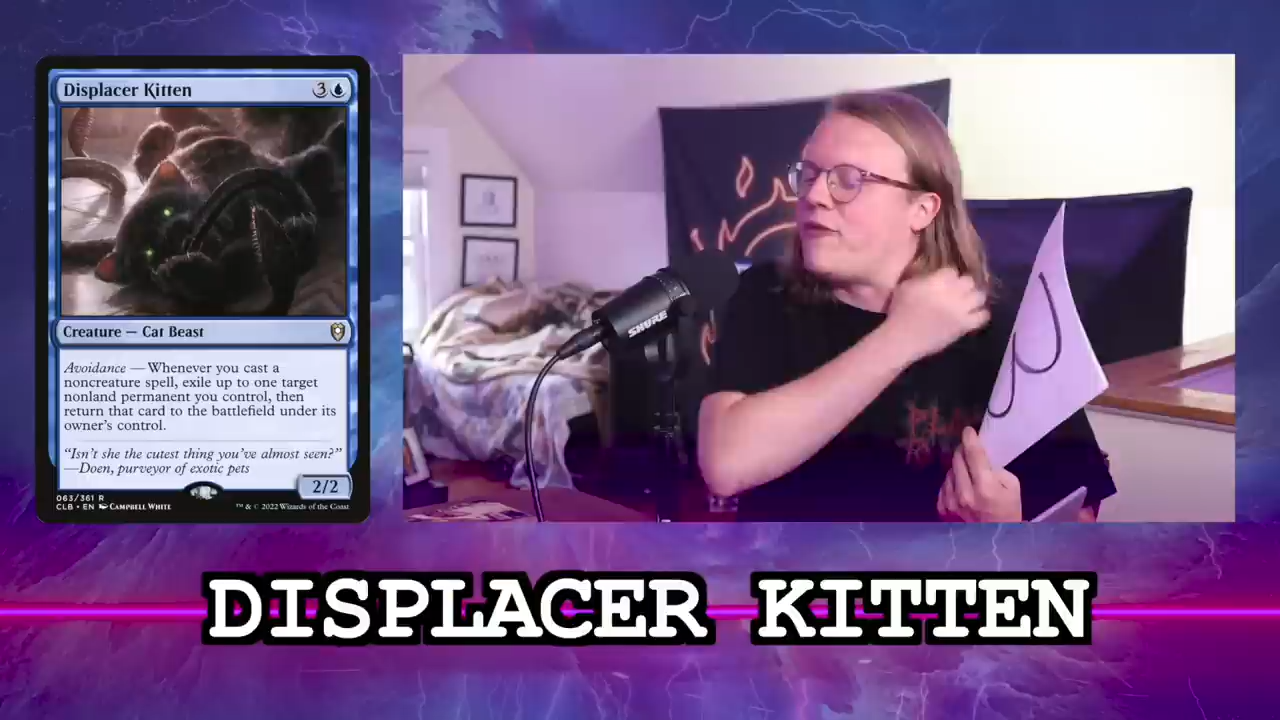 Displacer Kitten 3
Creature — Cat Beast
Avoidance — Whenever you cast a
noncreature spell, exile up to one target
nonland permanent you control, then
return that card to the battlefield under its
owner's control.
"Isn't she the cutest thing you've almost seen?"
—Doen, purveyor of exotic pets
2/2
063/361 R
CLB • EN CAMPBELL WHITE
™ & © 2022 Wizards of the Coast
SHURE
DISPLACER KITTEN